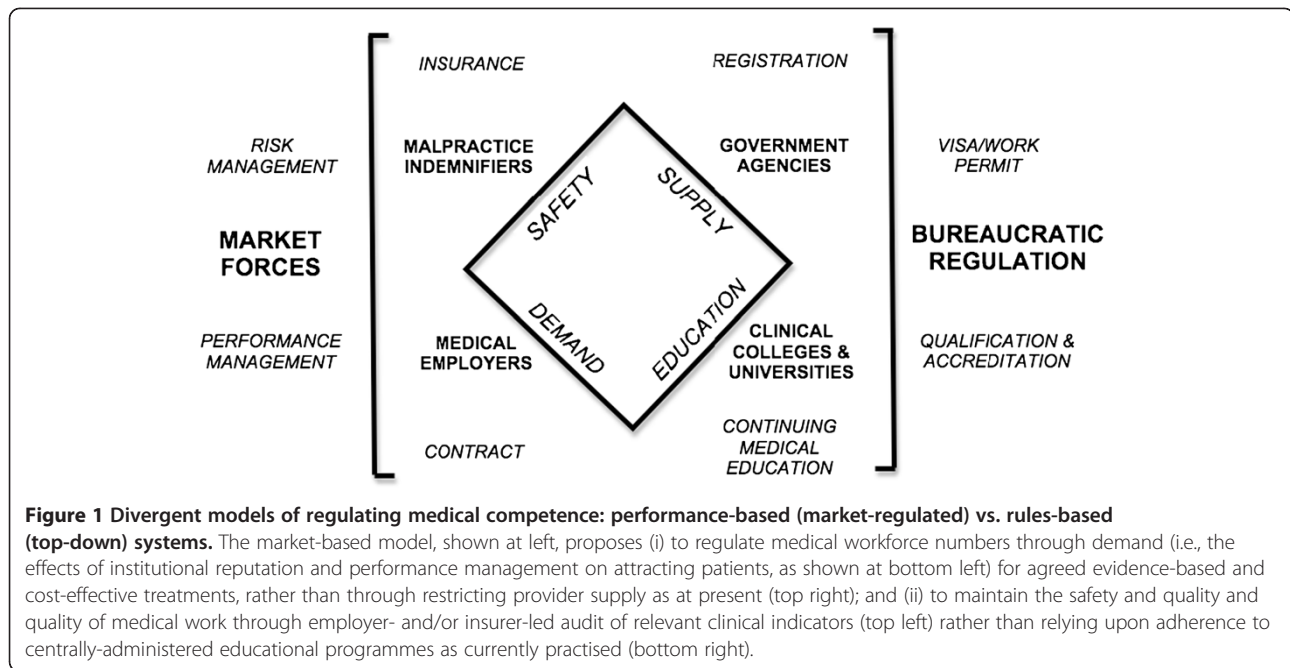 INSURANCE
REGISTRATION
RISK
MANAGEMENT
MALPRACTICE
INDEMNIFIERS
GOVERNMENT
AGENCIES
VISA/WORK
PERMIT
SAFETY
SUPPLY
MARKET
FORCES
BUREAUCRATIC
REGULATION
DEMAND
EDUCATION
PERFORMANCE
MANAGEMENT
MEDICAL
EMPLOYERS
CLINICAL
COLLEGES &
UNIVERSITIES
QUALIFICATION &
ACCREDITATION
CONTRACT
CONTINUING
MEDICAL
EDUCATION
Figure 1 Divergent models of regulating medical competence: performance-based (market-regulated) vs. rules-based
(top-down) systems. The market-based model, shown at left, proposes (i) to regulate medical workforce numbers through demand (i.e., the
effects of institutional reputation and performance management on attracting patients, as shown at bottom left) for agreed evidence-based and
cost-effective treatments, rather than through restricting provider supply as at present (top right); and (ii) to maintain the safety and quality and
quality of medical work through employer- and/or insurer-led audit of relevant clinical indicators (top left) rather than relying upon adherence to
centrally-administered educational programmes as currently practised (bottom right).